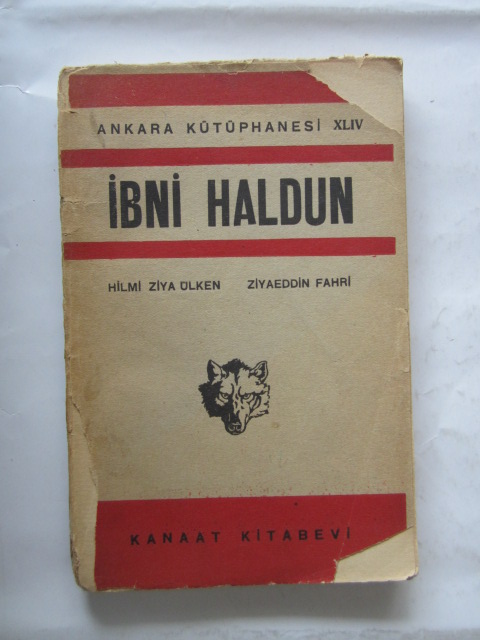 ANKARA KÜTÜPHANESİ XLIV
İBNİ HALDUN
HİLMİ ZİYA ÜLKEN ZİYAEDDİN FAHRİ
KANAAT KİTABEVİ